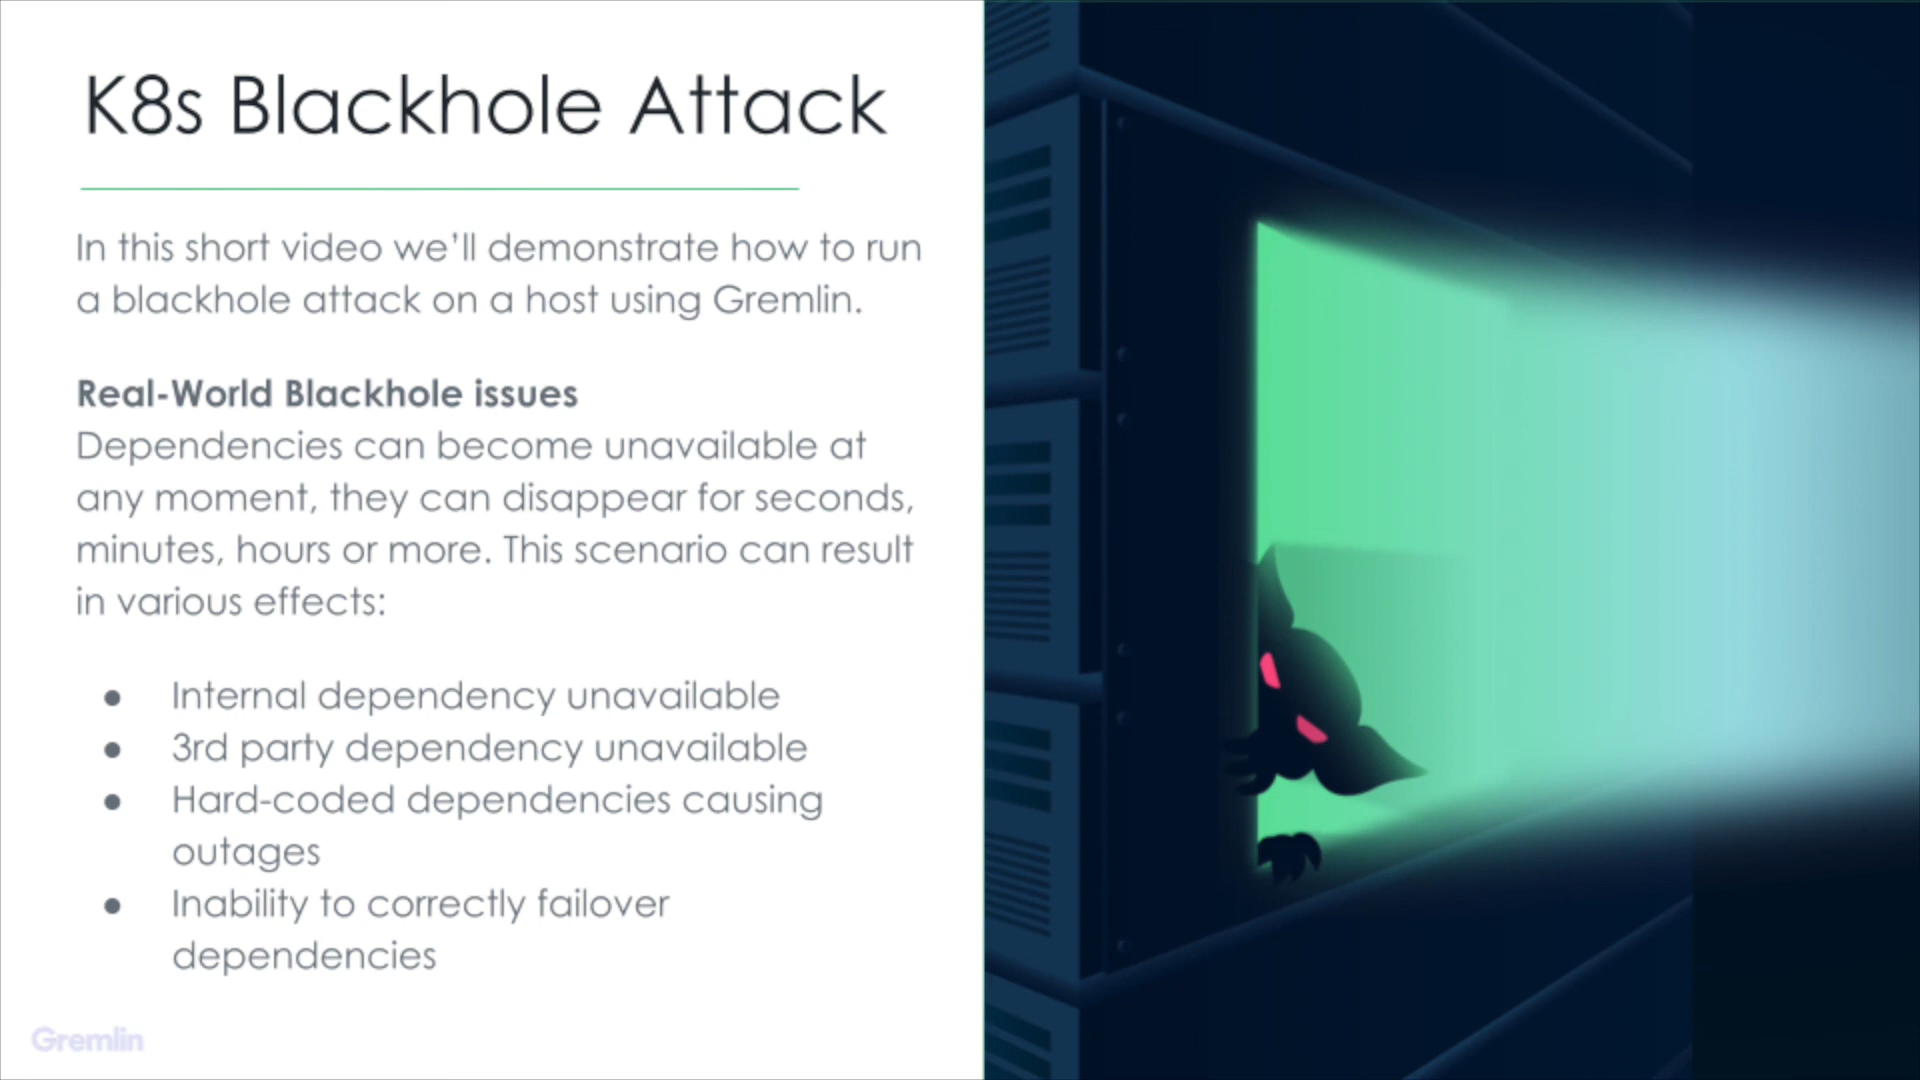 K8s Blackhole Attack
In this short video we’ll demonstrate how to run
a blackhole attack on a host using Gremlin.
Real-World Blackhole issues
Dependencies can become unavailable at
any moment, they can disappear for seconds,
minutes, hours or more. This scenario can result
in various effects:
● Internal dependency unavailable
● 3rd party dependency unavailable
● Hard-coded dependencies causing
outages
● Inability to correctly failover
dependencies
Gremlin